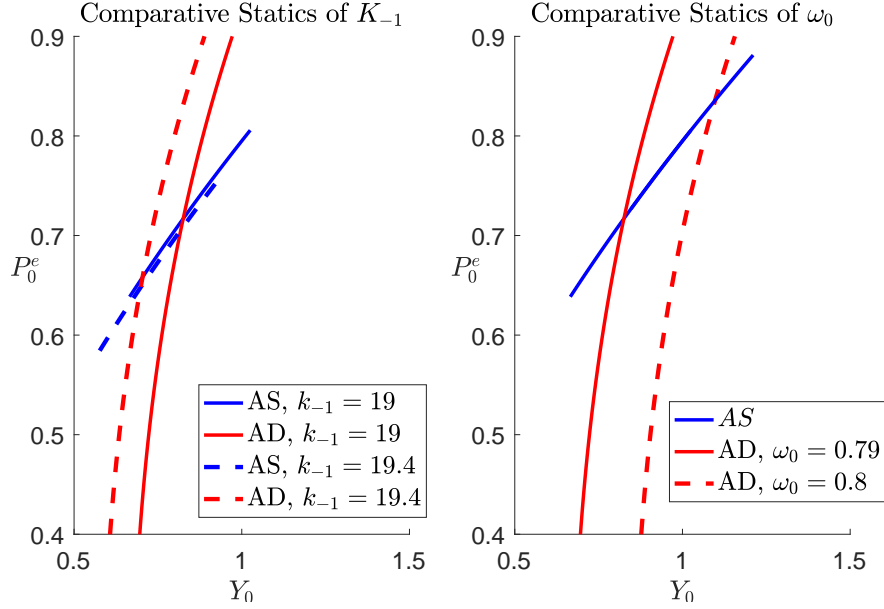 Comparative Statics of $K_{-1}$
0.9
0.8
0.7
0.6
0.5
0.4
$P_0^e$
0.5
1
1.5
$Y_0$
AS, $k_{-1} = 19$
AD, $k_{-1} = 19$
AS, $k_{-1} = 19.4$
AD, $k_{-1} = 19.4$
Comparative Statics of $\omega_0$
0.9
0.8
0.7
0.6
0.5
0.4
$P_0^e$
0.5
1
1.5
$Y_0$
AS
AD, $\omega_0 = 0.79$
AD, $\omega_0 = 0.8$